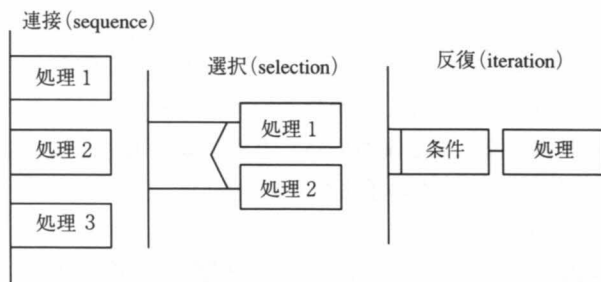 連接(sequence)
処理1
処理2
処理3
選択(selection)
処理1
処理2
反復(iteration)
条件
処理